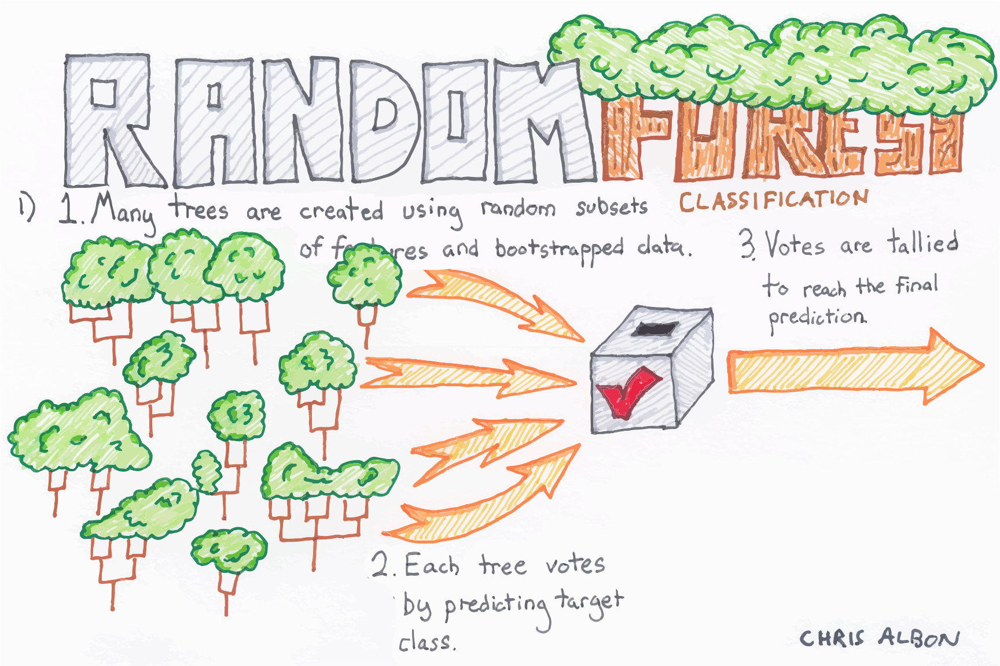 RANDOM FOREST
CLASSIFICATION
1) 1. Many trees are created using random subsets
of features and bootstrapped data.
3. Votes are tallied
to reach the final
prediction.
2. Each tree votes
by predicting target
class.
CHRIS ALBON